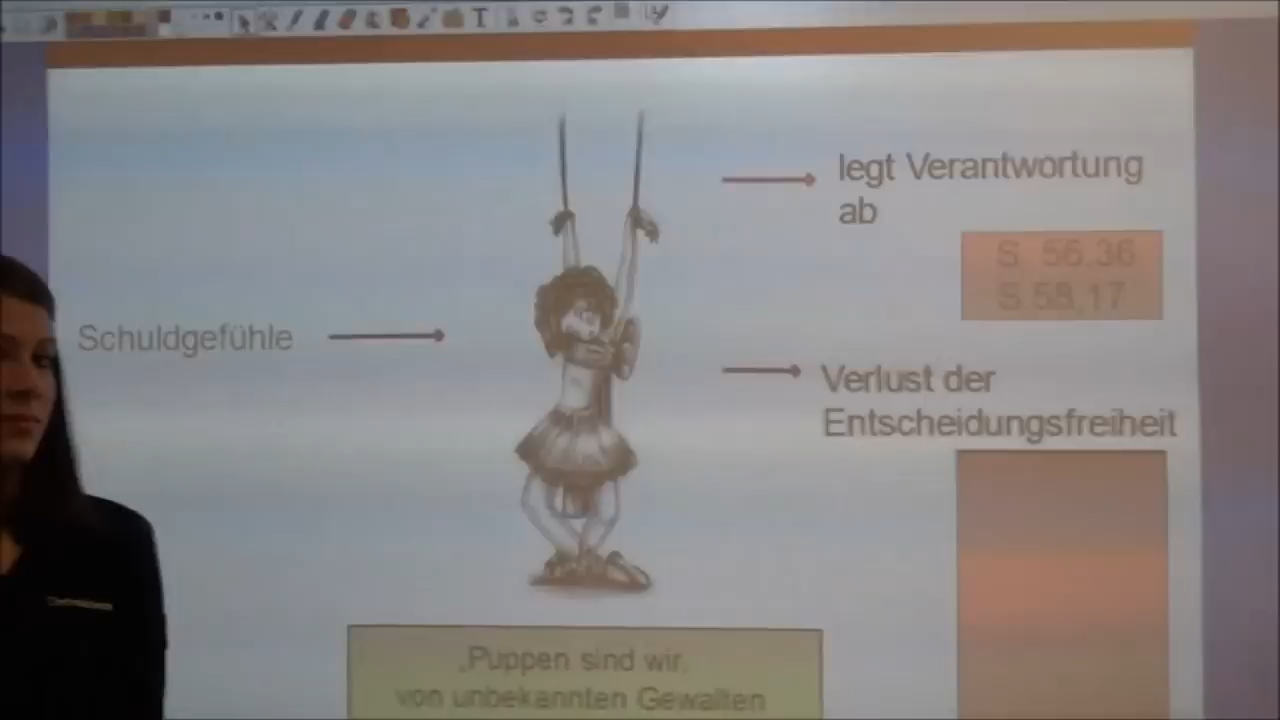 legt Verantwortung
ab
S. 56,36
S.58,17
Schuldgefühle
Verlust der
Entscheidungsfreiheit
„Puppen sind wir,
von unbekannten Gewalten